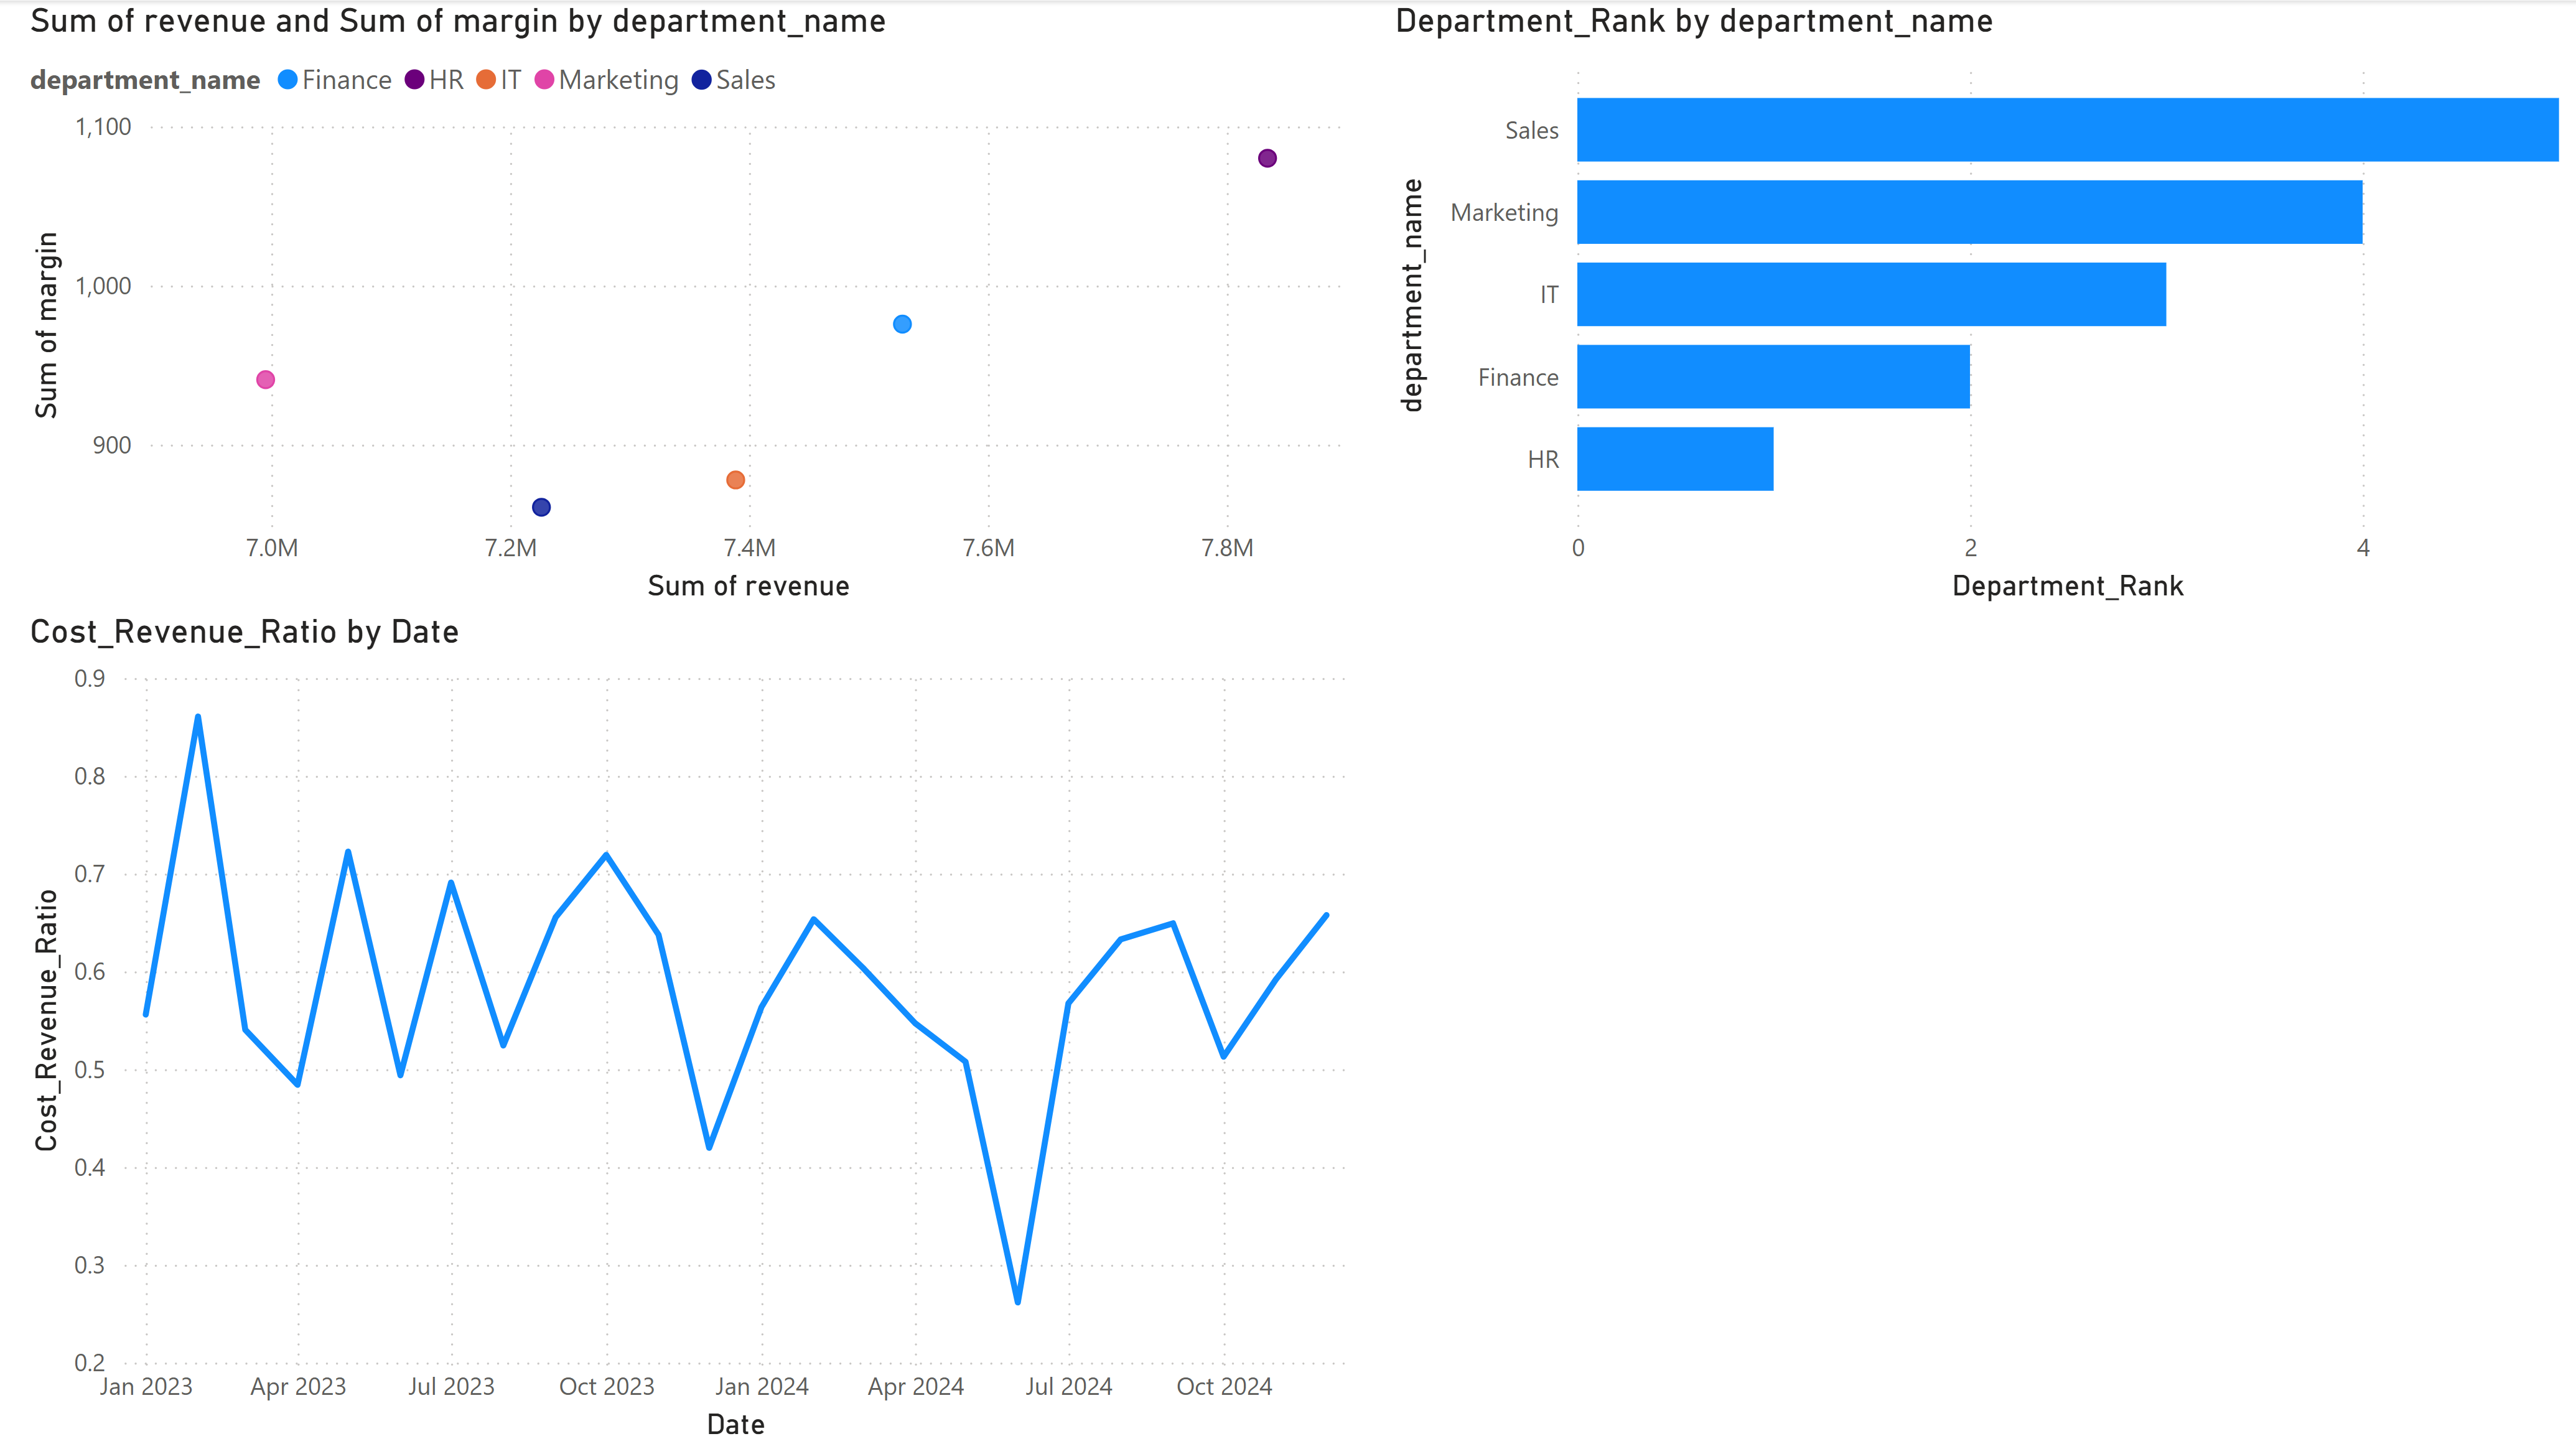 Sum of revenue and Sum of margin by department_name
department_name Finance HR IT Marketing Sales
Sum of margin
1,100
1,000
900
7.0M 7.2M 7.4M 7.6M 7.8M
Sum of revenue
Department_Rank by department_name
department_name
Sales
Marketing
IT
Finance
HR
0 2 4
Department_Rank
Cost_Revenue_Ratio by Date
Cost_Revenue_Ratio
0.9
0.8
0.7
0.6
0.5
0.4
0.3
0.2
Jan 2023 Apr 2023 Jul 2023 Oct 2023 Jan 2024 Apr 2024 Jul 2024 Oct 2024
Date